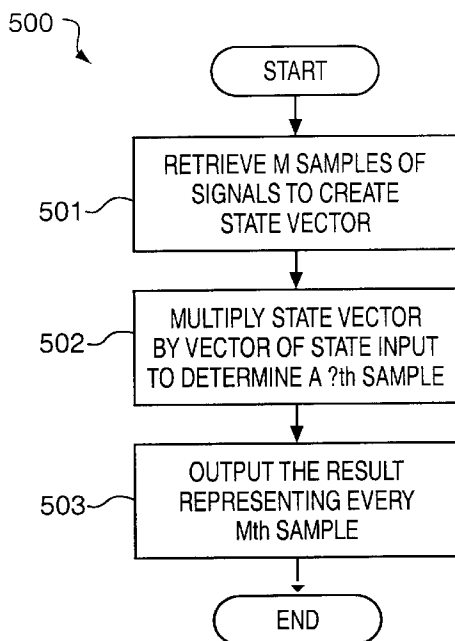 500
START
501
RETRIEVE M SAMPLES OF
SIGNALS TO CREATE
STATE VECTOR
502
MULTIPLY STATE VECTOR
BY VECTOR OF STATE INPUT
TO DETERMINE A ?th SAMPLE
503
OUTPUT THE RESULT
REPRESENTING EVERY
Mth SAMPLE
END